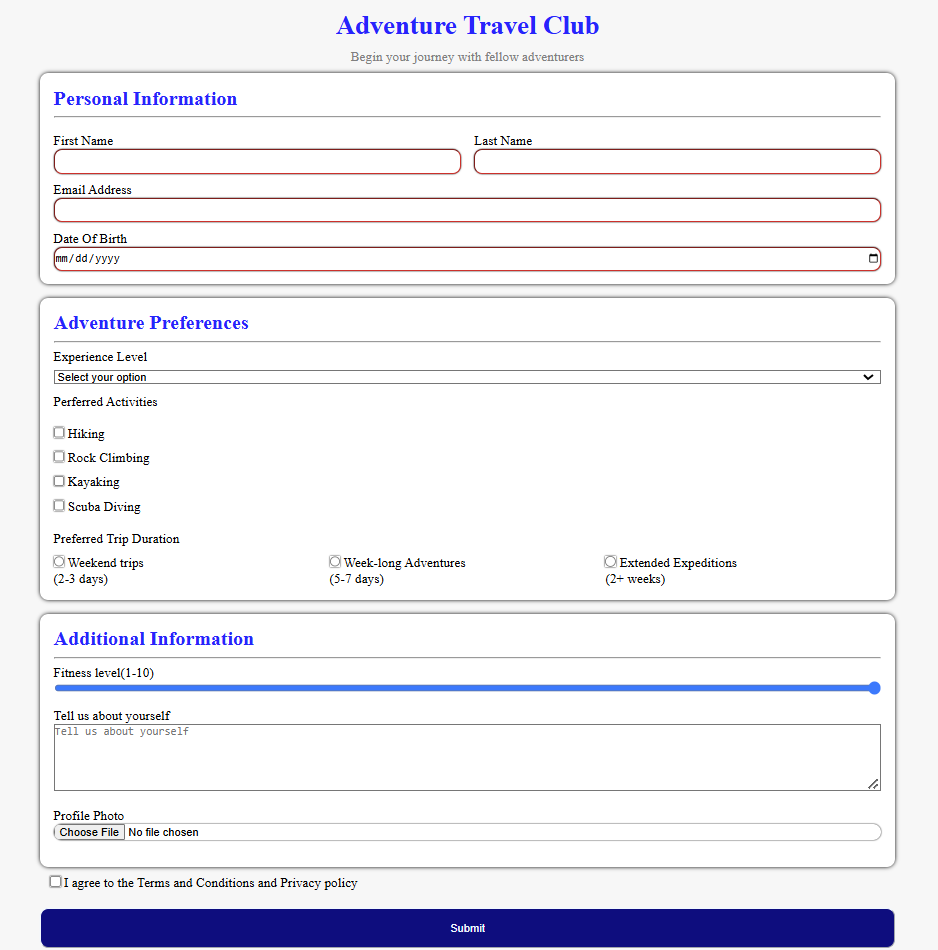 Adventure Travel Club
Begin your journey with fellow adventurers
Personal Information
First Name Last Name
Email Address
Date Of Birth
mm/dd/yyyy
Adventure Preferences
Experience Level
Select your option
Perferred Activities
Hiking
Rock Climbing
Kayaking
Scuba Diving
Preferred Trip Duration
Weekend trips Week-long Adventures Extended Expeditions
(2-3 days) (5-7 days) (2+ weeks)
Additional Information
Fitness level(1-10)
Tell us about yourself
Tell us about yourself
Profile Photo
Choose File No file chosen
I agree to the Terms and Conditions and Privacy policy
Submit